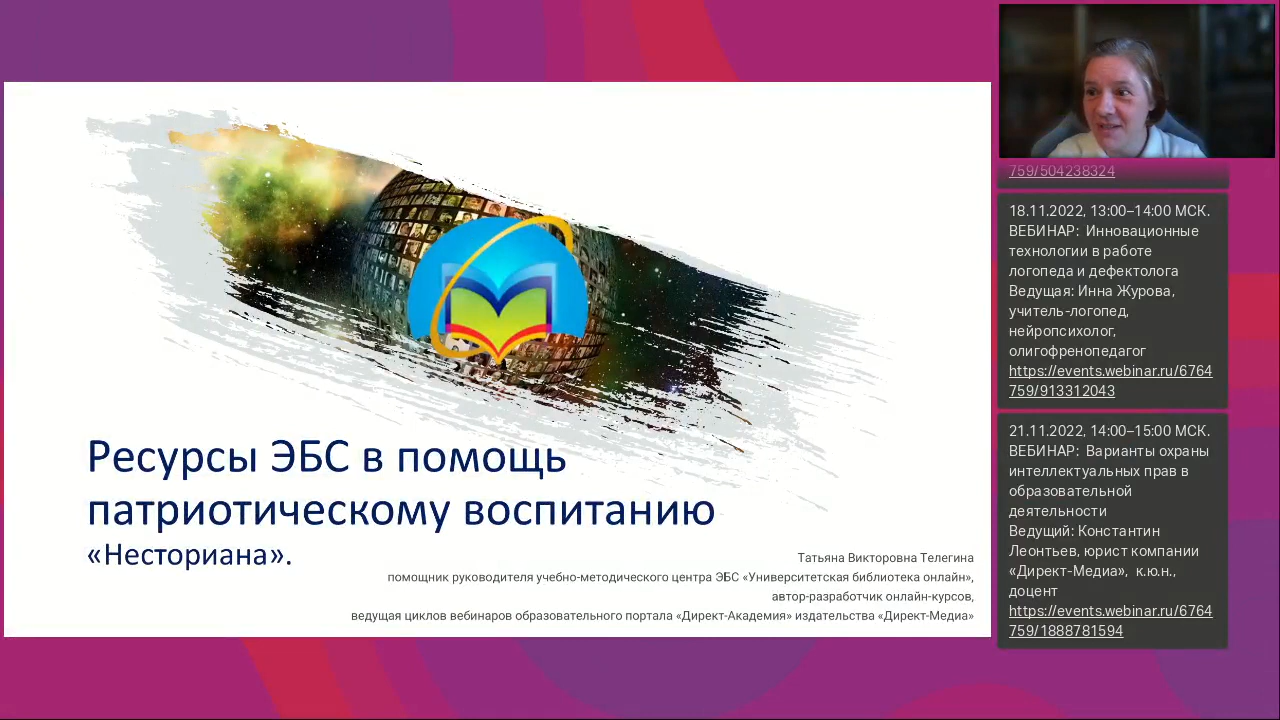 Ресурсы ЭБС в помощь
патриотическому воспитанию
«Несториана».
Татьяна Викторовна Телегина
помощник руководителя учебно-методического центра ЭБС «Университетская библиотека онлайн»,
автор-разработчик онлайн-курсов,
ведущая циклов вебинаров образовательного портала «Директ-Академия» издательства «Директ-Медиа»
759/504238324
18.11.2022, 13:00–14:00 МСК.
ВЕБИНАР: Инновационные
технологии в работе
логопеда и дефектолога
Ведущая: Инна Журова,
учитель-логопед,
нейропсихолог,
олигофренопедагог
https://events.webinar.ru/6764
759/913312043
21.11.2022, 14:00–15:00 МСК.
ВЕБИНАР: Варианты охраны
интеллектуальных прав в
образовательной
деятельности
Ведущий: Константин
Леонтьев, юрист компании
«Директ-Медиа», к.ю.н.,
доцент
https://events.webinar.ru/6764
759/1888781594